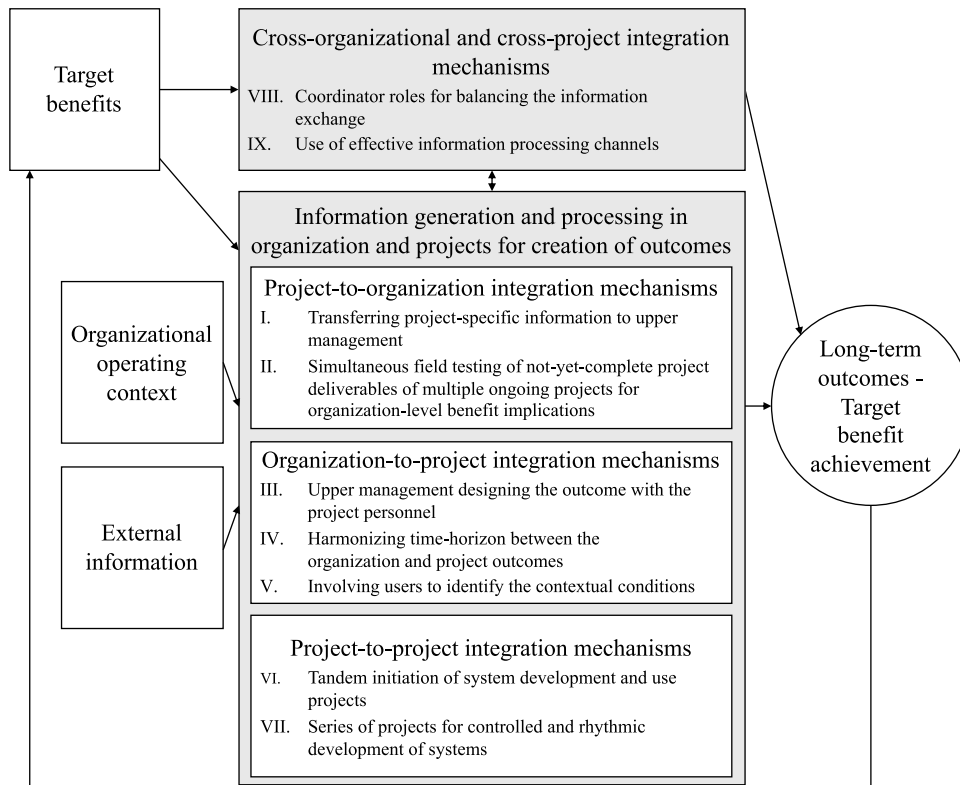 Target
benefits
Cross-organizational and cross-project integration
mechanisms
VIII. Coordinator roles for balancing the information
exchange
IX. Use of effective information processing channels
Information generation and processing in
organization and projects for creation of outcomes
Project-to-organization integration mechanisms
I. Transferring project-specific information to upper
management
II. Simultaneous field testing of not-yet-complete project
deliverables of multiple ongoing projects for
organization-level benefit implications
Organizational
operating
context
Organization-to-project integration mechanisms
III. Upper management designing the outcome with the
project personnel
IV. Harmonizing time-horizon between the
organization and project outcomes
V. Involving users to identify the contextual conditions
External
information
Project-to-project integration mechanisms
VI. Tandem initiation of system development and use
projects
VII. Series of projects for controlled and rhythmic
development of systems
Long-term
outcomes -
Target
benefit
achievement